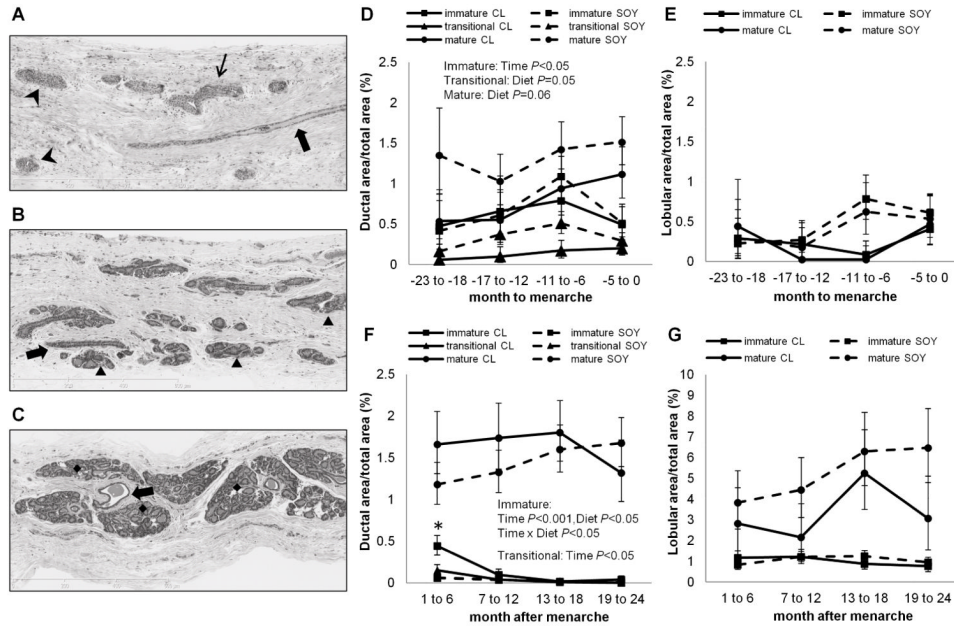 A
B
C
D
immature CL
immature SOY
transitional CL
transitional SOY
mature CL
mature SOY
Immature: Time P<0.05
Transitional: Diet P=0.05
Mature: Diet P=0.06
Ductal area/total area (%)
2.5
2
1.5
1
0.5
0
-23 to -18
-17 to -12
-11 to -6
-5 to 0
month to menarche
E
immature CL
immature SOY
mature CL
mature SOY
Lobular area/total area (%)
2.5
2
1.5
1
0.5
0
-23 to -18
-17 to -12
-11 to -6
-5 to 0
month to menarche
F
immature CL
immature SOY
transitional CL
transitional SOY
mature CL
mature SOY
Ductal area/total area (%)
2.5
2
1.5
1
0.5
0
Immature:
Time P<0.001,Diet P<0.05
Time x Diet P<0.05
*
Transitional: Time P<0.05
1 to 6
7 to 12
13 to 18
19 to 24
month after menarche
G
immature CL
immature SOY
mature CL
mature SOY
Lobular area/total area (%)
10
9
8
7
6
5
4
3
2
1
0
1 to 6
7 to 12
13 to 18
19 to 24
month after menarche